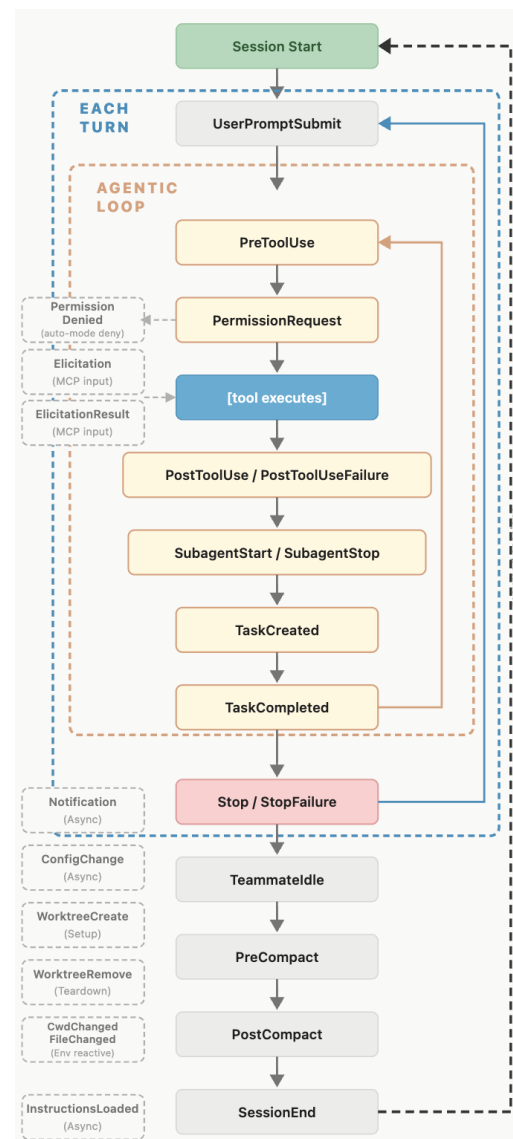 Session Start
EACH
TURN
UserPromptSubmit
AGENTIC
LOOP
PreToolUse
Permission
Denied
(auto-mode deny)
PermissionRequest
Elicitation
(MCP input)
[tool executes]
ElicitationResult
(MCP input)
PostToolUse / PostToolUseFailure
SubagentStart / SubagentStop
TaskCreated
TaskCompleted
Notification
(Async)
Stop / StopFailure
ConfigChange
(Async)
TeammateIdle
WorktreeCreate
(Setup)
PreCompact
WorktreeRemove
(Teardown)
CwdChanged
FileChanged
(Env reactive)
PostCompact
InstructionsLoaded
(Async)
SessionEnd